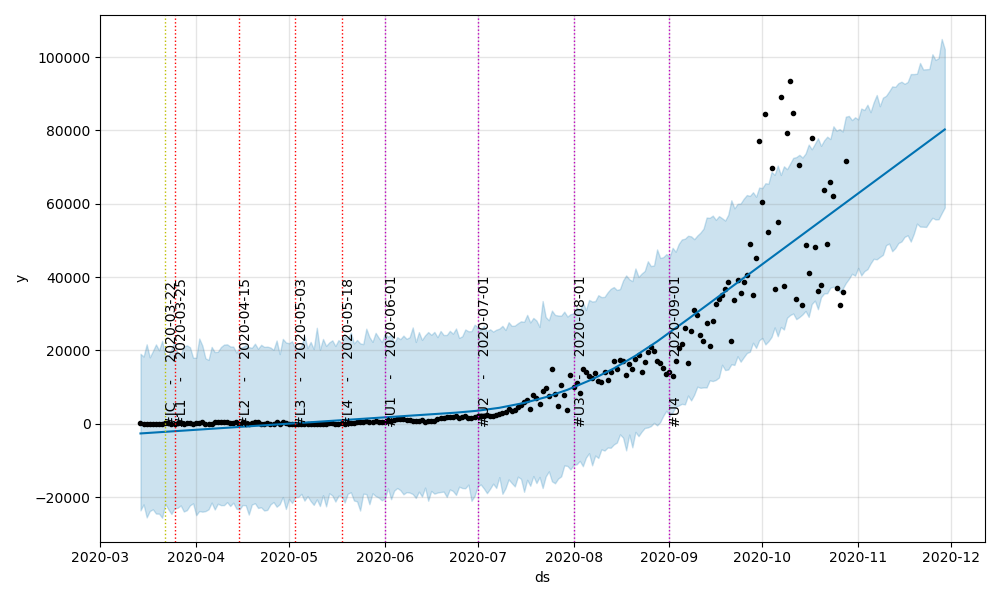 100000
80000
60000
40000
20000
0
−20000
y
#JC - 2020-03-22
#L1 - 2020-03-25
#L2 - 2020-04-15
#L3 - 2020-05-03
#L4 - 2020-05-18
#U1 - 2020-06-01
#U2 - 2020-07-01
#U3 - 2020-08-01
#U4 - 2020-09-01
2020-03 2020-04 2020-05 2020-06 2020-07 2020-08 2020-09 2020-10 2020-11 2020-12
ds